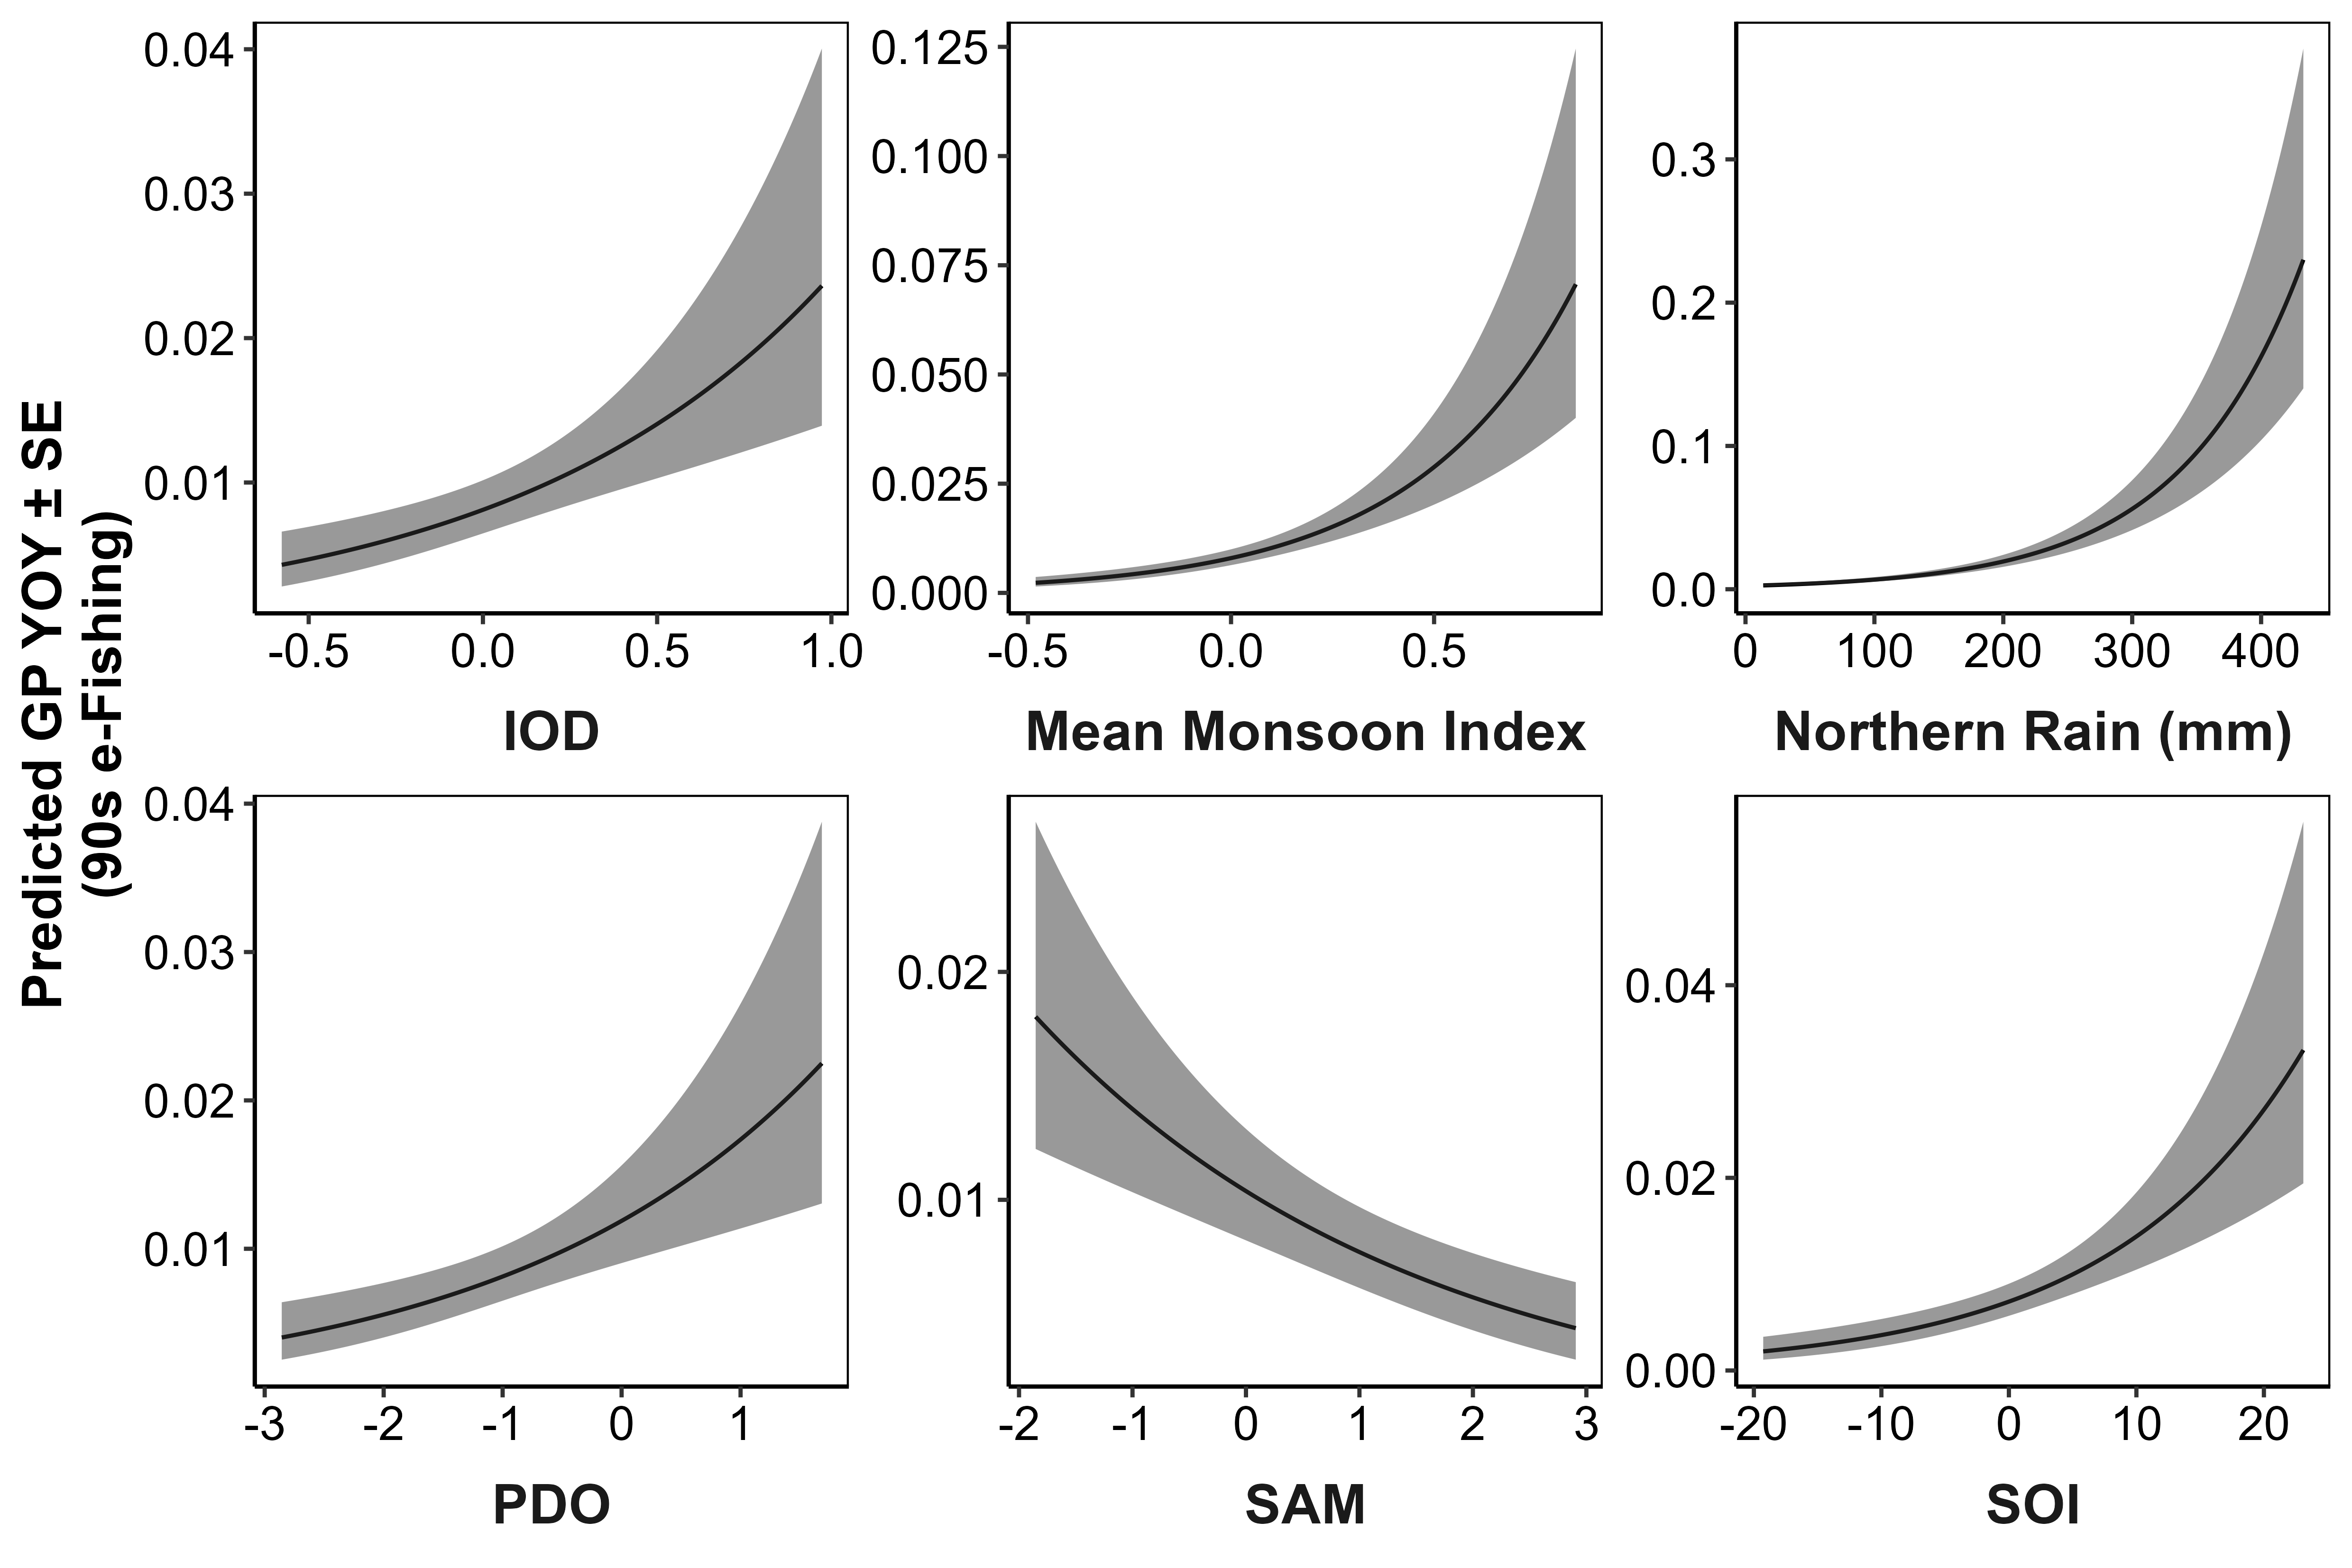 Predicted GP YOY ± SE
(90s e-Fishing)
0.04
0.03
0.02
0.01
-0.5 0.0 0.5 1.0
IOD
0.125
0.100
0.075
0.050
0.025
0.000
-0.5 0.0 0.5
Mean Monsoon Index
0.3
0.2
0.1
0.0
0 100 200 300 400
Northern Rain (mm)
0.04
0.03
0.02
0.01
-3 -2 -1 0 1
PDO
0.02
0.01
-2 -1 0 1 2 3
SAM
0.04
0.02
0.00
-20 -10 0 10 20
SOI